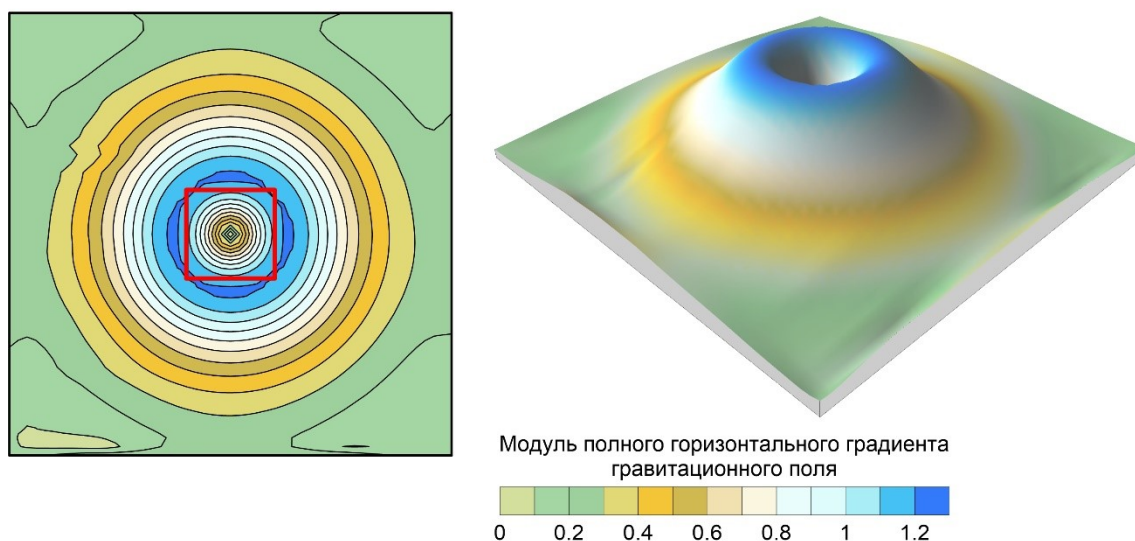 Модуль полного горизонтального градиента
гравитационного поля
0 0.2 0.4 0.6 0.8 1 1.2